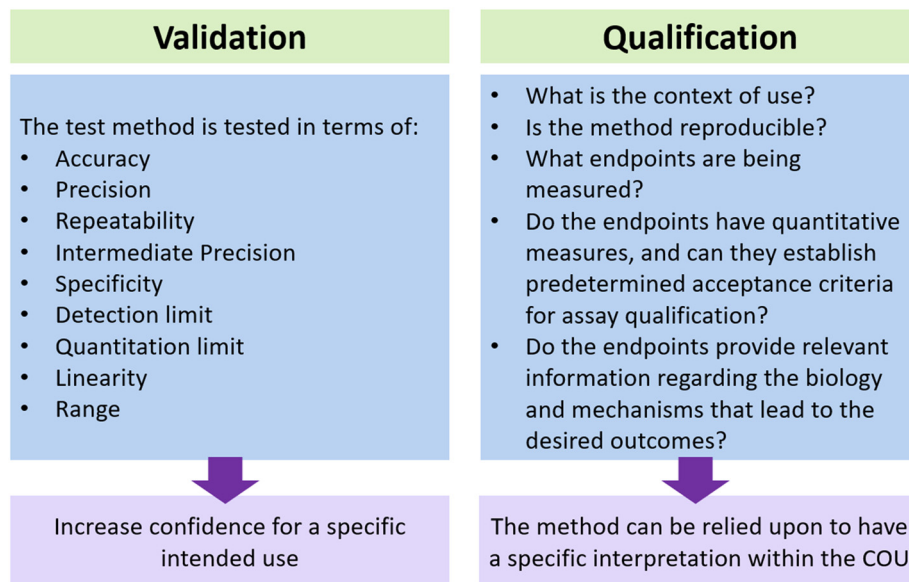 Validation
The test method is tested in terms of:
• Accuracy
• Precision
• Repeatability
• Intermediate Precision
• Specificity
• Detection limit
• Quantitation limit
• Linearity
• Range
Increase confidence for a specific
intended use
Qualification
• What is the context of use?
• Is the method reproducible?
• What endpoints are being
measured?
• Do the endpoints have quantitative
measures, and can they establish
predetermined acceptance criteria
for assay qualification?
• Do the endpoints provide relevant
information regarding the biology
and mechanisms that lead to the
desired outcomes?
The method can be relied upon to have
a specific interpretation within the COU